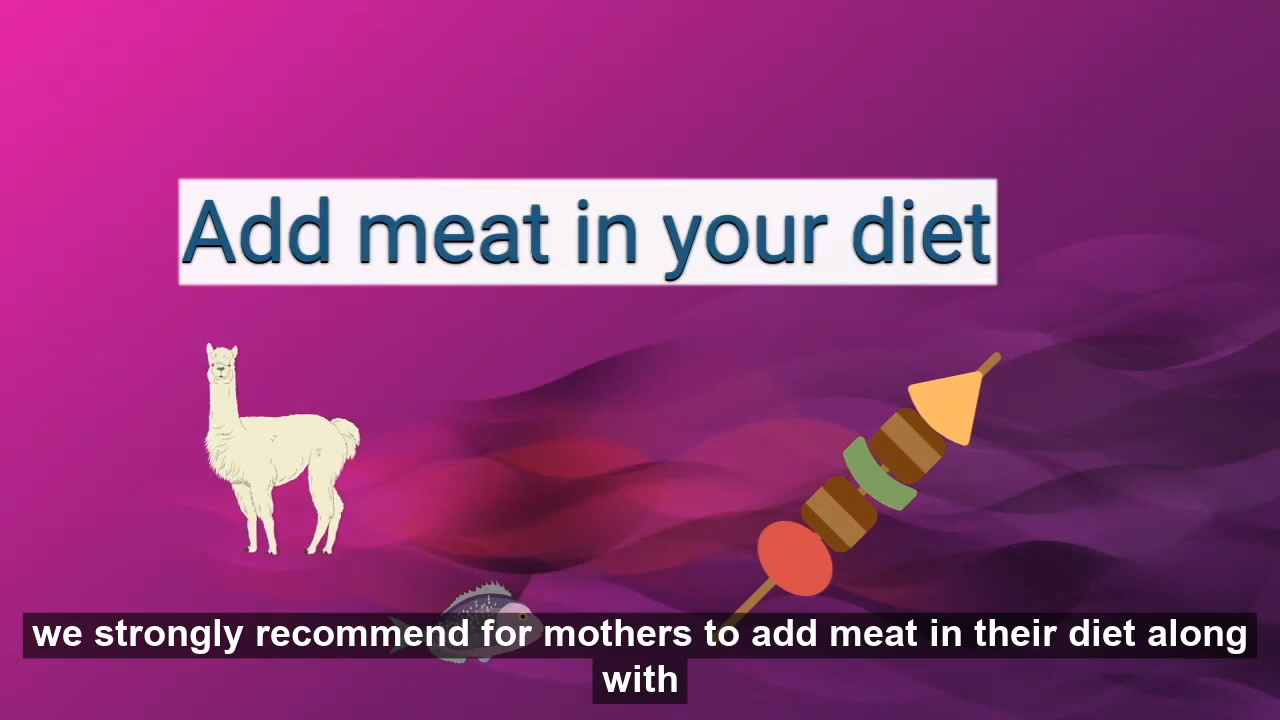 Add meat in your diet
we strongly recommend for mothers to add meat in their diet along
with